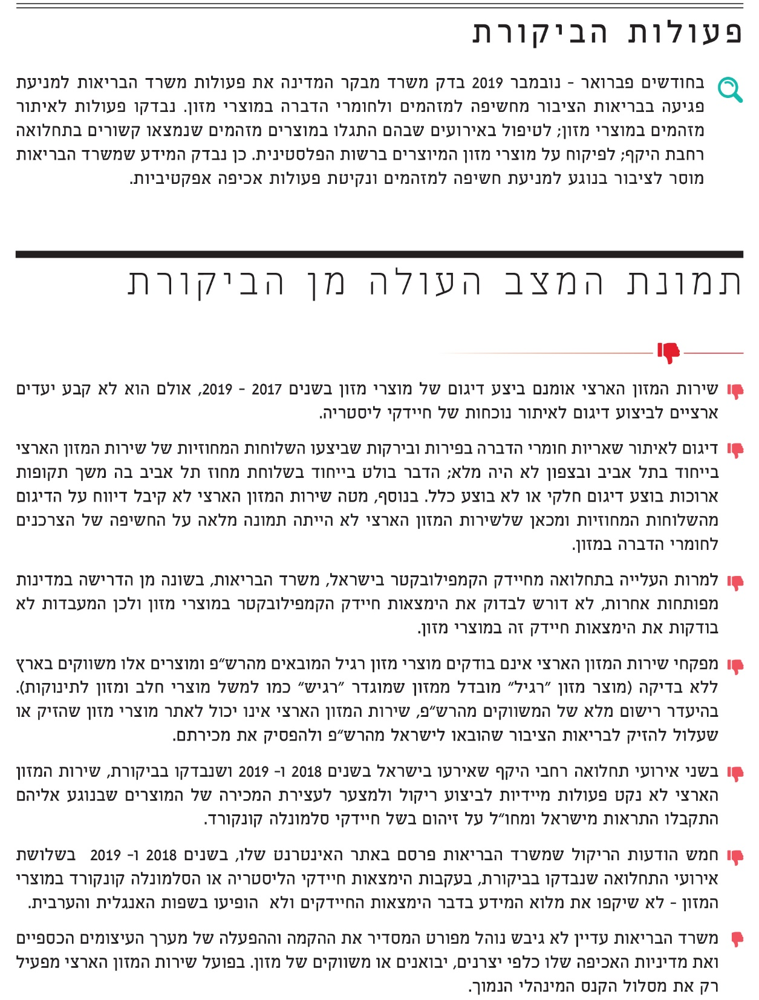 פעולות הביקורת
בחודשים פברואר - נובמבר 2019 בדק משרד מבקר המדינה את פעולות משרד הבריאות למניעת
פגיעה בבריאות הציבור מחשיפה למזהמים ולחומרי הדברה במוצרי מזון. נבדקו פעולות לאיתור
מזהמים במוצרי מזון; לטיפול באירועים שבהם התגלו במוצרים מזהמים שנמצאו קשורים בתחלואה
רחבת היקף; לפיקוח על מוצרי מזון המיוצרים ברשות הפלסטינית. כן נבדק המידע שמשרד הבריאות
מוסר לציבור בנוגע למניעת חשיפה למזהמים ונקיטת פעולות אכיפה אפקטיביות.
תמונת המצב העולה מן הביקורת
שירות המזון הארצי אומנם ביצע דיגום של מוצרי מזון בשנים 2017 - 2019, אולם הוא לא קבע יעדים
ארציים לביצוע דיגום לאיתור נוכחות של חיידקי ליסטריה.
דיגום לאיתור שאריות חומרי הדברה בפירות ובירקות שביצעו השלוחות המחוזיות של שירות המזון הארצי
בייחוד בתל אביב ובצפון לא היה מלא; הדבר בולט בייחוד בשלוחת מחוז תל אביב בה משך תקופות
ארוכות בוצע דיגום חלקי או לא בוצע כלל. בנוסף, מטה שירות המזון הארצי לא קיבל דיווח על הדיגום
מהשלוחות המחוזיות ומכאן שלשירות המזון הארצי לא הייתה תמונה מלאה על החשיפה של הצרכנים
לחומרי הדברה במזון.
למרות העלייה בתחלואה מחיידק הקמפילובקטר בישראל, משרד הבריאות, בשונה מן הדרישה במדינות
מפותחות אחרות, לא דורש לבדוק את הימצאות חיידק הקמפילובקטר במוצרי מזון ולכן המעבדות לא
בודקות את הימצאות חיידק זה במוצרי מזון.
מפקחי שירות המזון הארצי אינם בודקים מוצרי מזון רגיל המובאים מהרש״פ ומוצרים אלו משווקים בארץ
ללא בדיקה (מוצר מזון ״רגיל״ מובדל ממזון שמוגדר ״רגיש״ כמו למשל מוצרי חלב ומזון לתינוקות).
בהיעדר רישום מלא של המשווקים מהרש״פ, שירות המזון הארצי אינו יכול לאתר מוצרי מזון שהזיק או
שעלול להזיק לבריאות הציבור שהובאו לישראל מהרש״פ ולהפסיק את מכירתם.
בשני אירועי תחלואה רחבי היקף שאירעו בישראל בשנים 2018 ו- 2019 ושנבדקו בביקורת, שירות המזון
הארצי לא נקט פעולות מיידיות לביצוע ריקול ולמצער לעצירת המכירה של המוצרים שבנוגע אליהם
התקבלו התראות מישראל ומחו״ל על זיהום בשל חיידקי סלמונלה קונקורד.
חמש הודעות הריקול שמשרד הבריאות פרסם באתר האינטרנט שלו, בשנים 2018 ו- 2019 בשלושת
אירועי התחלואה שנבדקו בביקורת, בעקבות הימצאות חיידקי הליסטריה או הסלמונלה קונקורד במוצרי
המזון - לא שיקפו את מלוא המידע בדבר הימצאות החיידקים ולא הופיעו בשפות האנגלית והערבית.
משרד הבריאות עדיין לא גיבש נוהל מפורט המסדיר את ההקמה וההפעלה של מערך העיצומים הכספיים
ואת מדיניות האכיפה שלו כלפי יצרנים, יבואנים או משווקים של מזון. בפועל שירות המזון הארצי מפעיל
רק את מסלול הקנס המינהלי הנמוך.